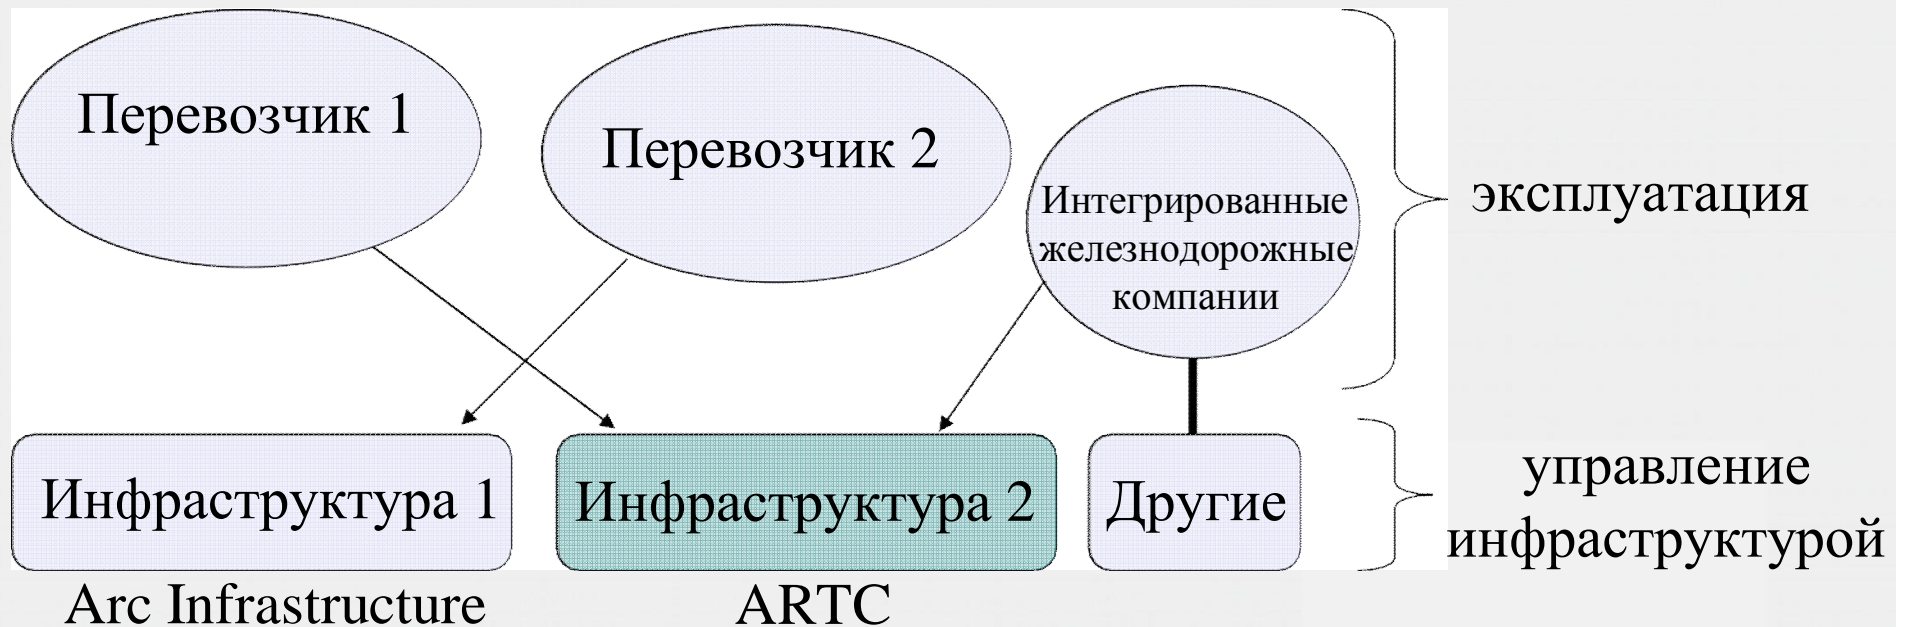 Перевозчик 1
Перевозчик 2
Интегрированные
железнодорожные
компании
эксплуатация
Инфраструктура 1
Инфраструктура 2
Другие
управление
инфраструктурой
Arc Infrastructure
ARTC